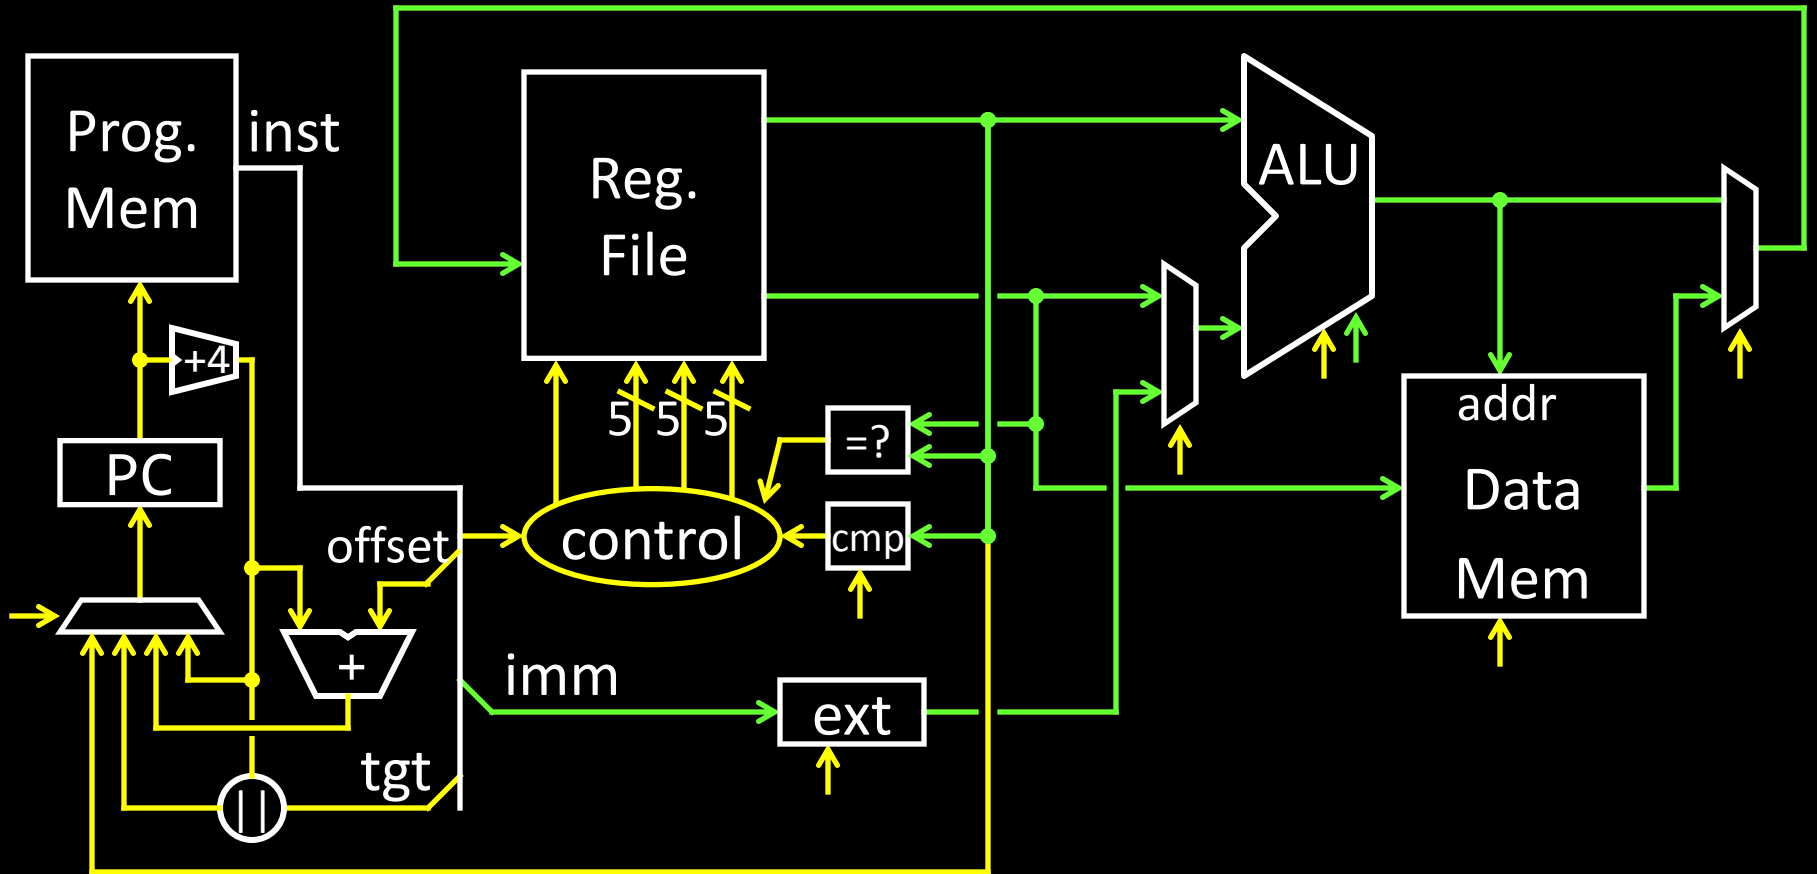 Prog.
Mem
inst
Reg.
File
ALU
+4
PC
5 5 5
=?
cmp
control
offset
addr
Data
Mem
+
imm
ext
tgt
||